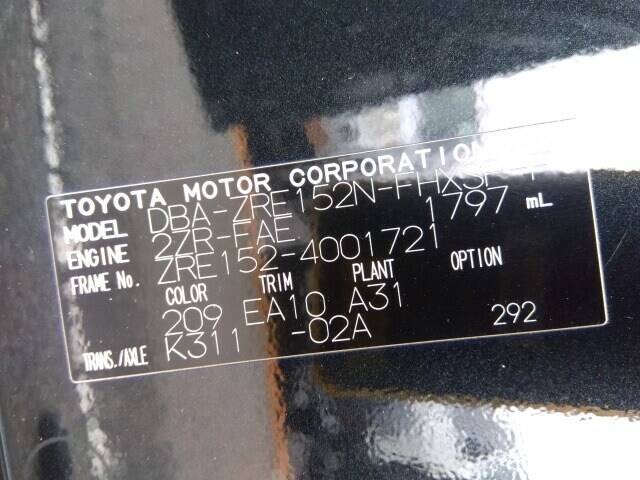 TOYOTA MOTOR CORPORATION
MODEL DBA-ZRE152N-FHXSP
ENGINE 2ZR-FAE 1797 mL
FRAME No. ZRE152-4001721
COLOR TRIM PLANT OPTION
209 EA10 A31
TRANS./AXLE K311 -02A 292